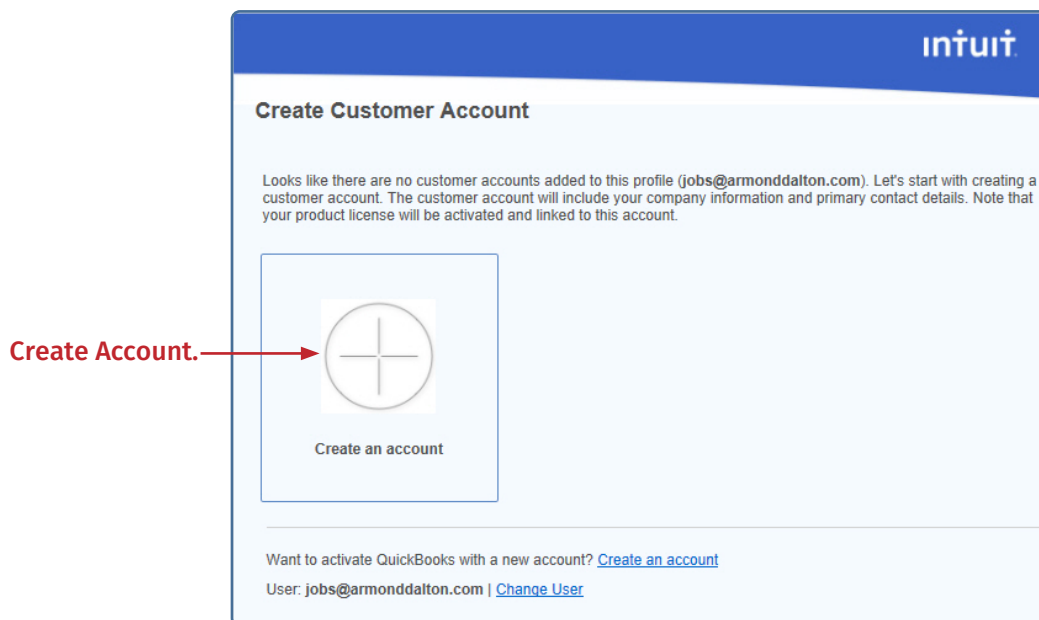 intuit
Create Customer Account
Looks like there are no customer accounts added to this profile (jobs@armonddalton.com). Let's start with creating a
customer account. The customer account will include your company information and primary contact details. Note that
your product license will be activated and linked to this account.
Create Account.
Create an account
Want to activate QuickBooks with a new account? Create an account
User: jobs@armonddalton.com | Change User